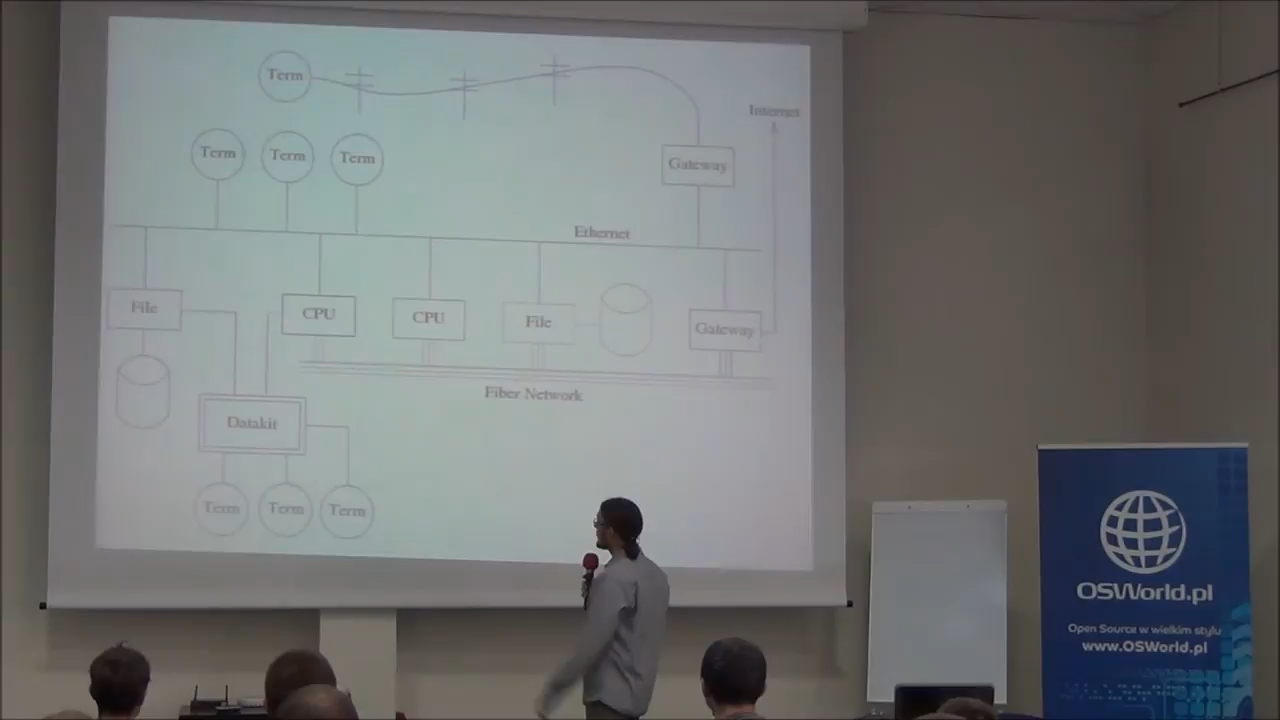 Term
Internet
Term Term Term
Gateway
Ethernet
File
CPU
CPU
File
Gateway
Fiber Network
Datakit
Term Term Term
OSWorld.pl
Open Source w wielkim stylu
www.OSWorld.pl